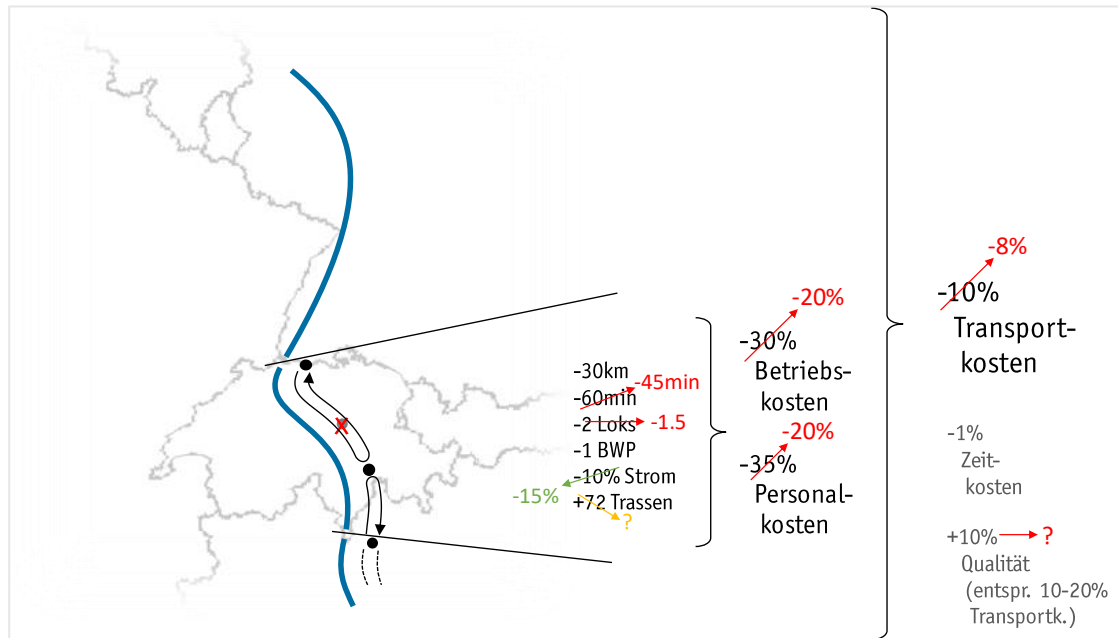 -30km
-60min
-45min
-2 Loks
-1.5
-1 BWP
-10% Strom
-15%
+72 Trassen
?
-20%
-30%
Betriebs-
kosten
-20%
-35%
Personal-
kosten
-8%
-10%
Transport-
kosten
-1%
Zeit-
kosten
+10%
?
Qualität
(entspr. 10-20%
Transportk.)